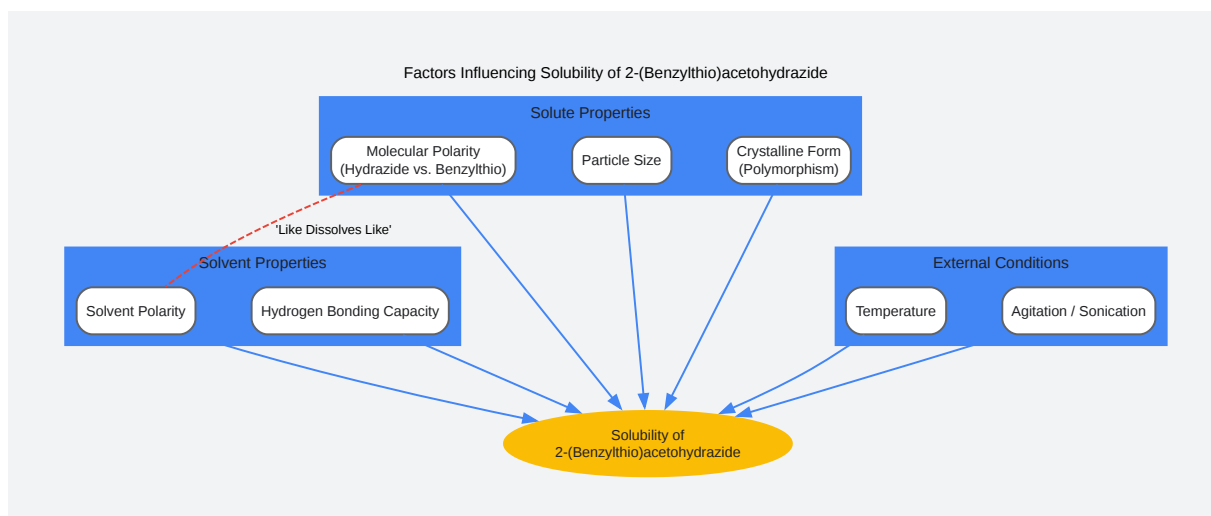 Factors Influencing Solubility of 2-(Benzylthio)acetohydrazide
Solute Properties
Molecular Polarity
(Hydrazide vs. Benzylthio)
Particle Size
Crystalline Form
(Polymorphism)
'Like Dissolves Like'
Solvent Properties
Solvent Polarity
Hydrogen Bonding Capacity
External Conditions
Temperature
Agitation / Sonication
Solubility of
2-(Benzylthio)acetohydrazide